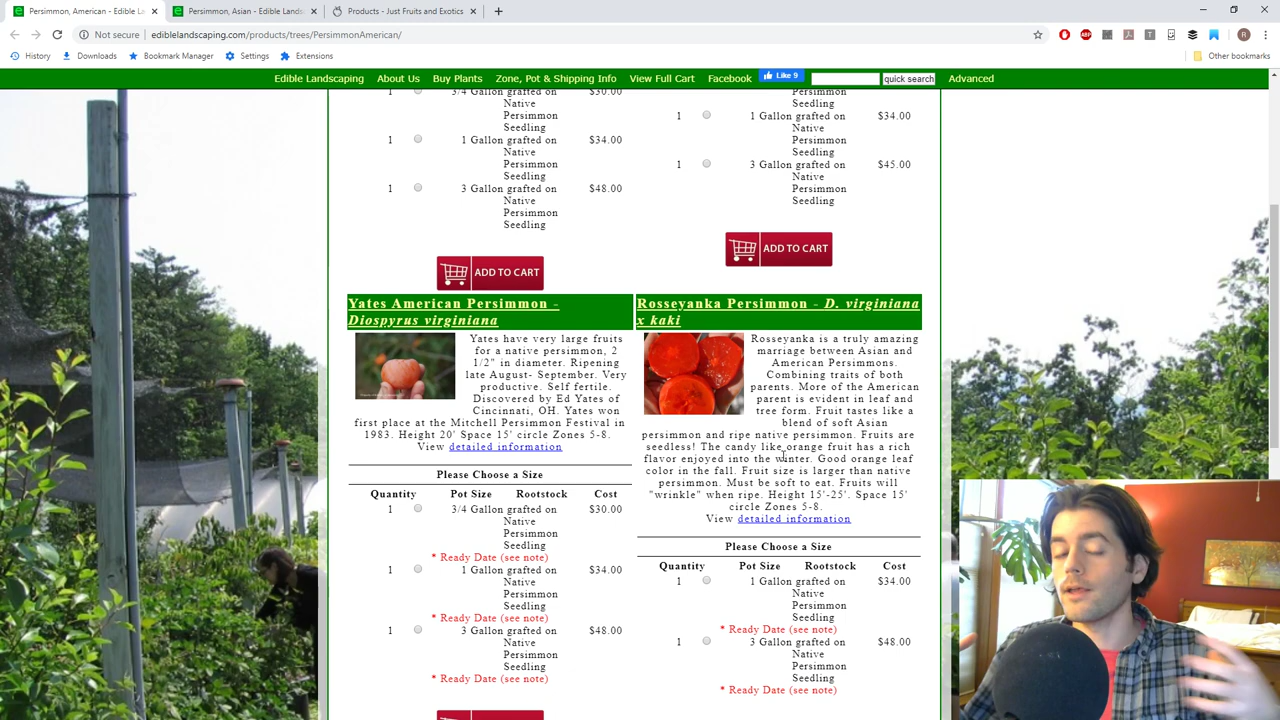 Persimmon, American - Edible La
Persimmon, Asian - Edible Lands
Products - Just Fruits and Exotics
Not secure | ediblelandscaping.com/products/trees/PersimmonAmerican/
ABP
T
R
History
Downloads
Bookmark Manager
Settings
Extensions
Other bookmarks
Edible Landscaping About Us Buy Plants Zone, Pot & Shipping Info View Full Cart Facebook Like 9 quick search Advanced
1 3/4 Gallon grafted on $30.00
Native
Persimmon
Seedling
1 1 Gallon grafted on $34.00
Native
Persimmon
Seedling
1 3 Gallon grafted on $48.00
Native
Persimmon
Seedling
ADD TO CART
Persimmon
Seedling
1 1 Gallon grafted on $34.00
Native
Persimmon
Seedling
1 3 Gallon grafted on $45.00
Native
Persimmon
Seedling
ADD TO CART
Yates American Persimmon -
Diospyrus virginiana
Yates have very large fruits
for a native persimmon, 2
1/2" in diameter. Ripening
late August- September. Very
productive. Self fertile.
Discovered by Ed Yates of
Cincinnati, OH. Yates won
first place at the Mitchell Persimmon Festival in
1983. Height 20' Space 15' circle Zones 5-8.
View detailed information
Please Choose a Size
Quantity Pot Size Rootstock Cost
1 3/4 Gallon grafted on $30.00
Native
Persimmon
Seedling
* Ready Date (see note)
1 1 Gallon grafted on $34.00
Native
Persimmon
Seedling
* Ready Date (see note)
1 3 Gallon grafted on $48.00
Native
Persimmon
Seedling
* Ready Date (see note)
Rosseyanka Persimmon - D. virginiana
x kaki
Rosseyanka is a truly amazing
marriage between Asian and
American Persimmons.
Combining traits of both
parents. More of the American
parent is evident in leaf and
tree form. Fruit tastes like a
blend of soft Asian
persimmon and ripe native persimmon. Fruits are
seedless! The candy like orange fruit has a rich
flavor enjoyed into the winter. Good orange leaf
color in the fall. Fruit size is larger than native
persimmon. Must be soft to eat. Fruits will
"wrinkle" when ripe. Height 15'-25'. Space 15'
circle Zones 5-8.
View detailed information
Please Choose a Size
Quantity Pot Size Rootstock Cost
1 1 Gallon grafted on $34.00
Native
Persimmon
Seedling
* Ready Date (see note)
1 3 Gallon grafted on $48.00
Native
Persimmon
Seedling
* Ready Date (see note)